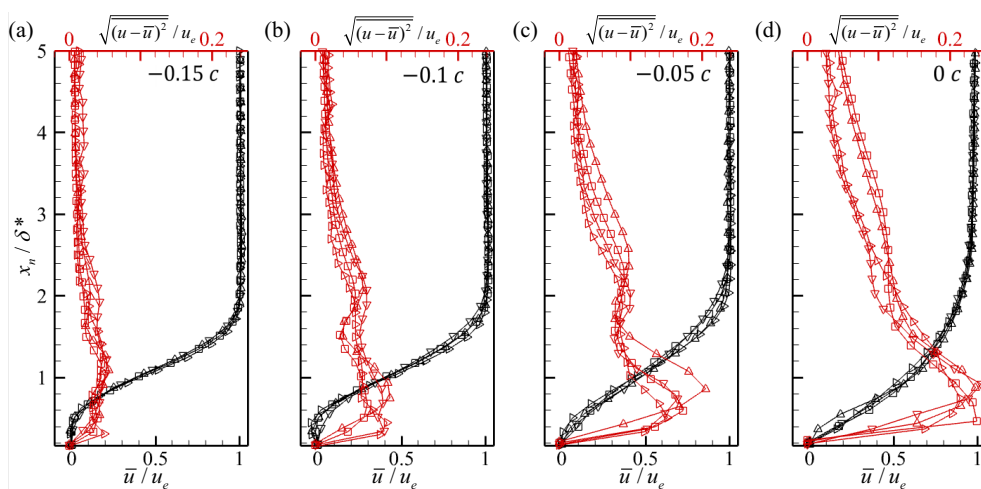 (a) 0 √(u−u̅)² / u_e 0.2
(b) 0 √(u−u̅)² / u_e 0.2
(c) 0 √(u−u̅)² / u_e 0.2
(d) 0 √(u−u̅)² / u_e 0.2
−0.15 c
−0.1 c
−0.05 c
0 c
5
4
3
2
1
x_n / δ*
0 0.5 1
0 0.5 1
0 0.5 1
0 0.5 1
u̅ / u_e
u̅ / u_e
u̅ / u_e
u̅ / u_e